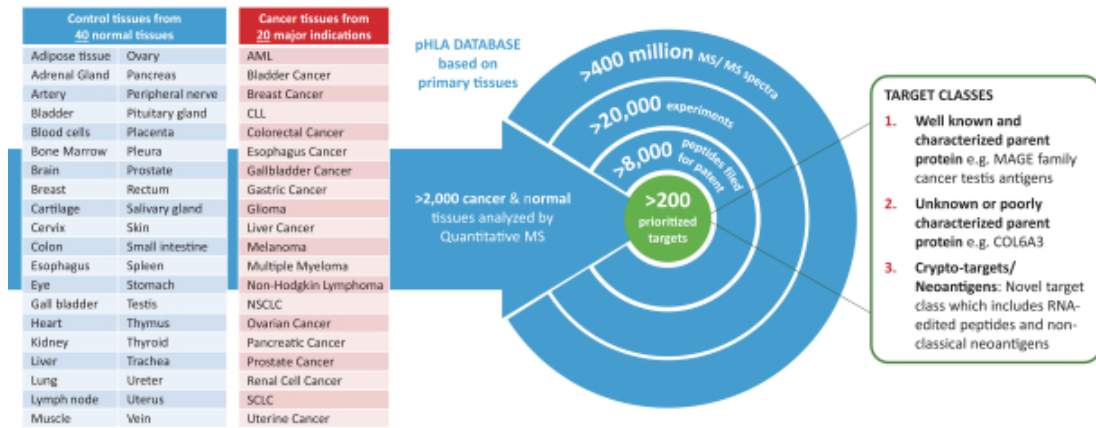 Control tissues from
40 normal tissues
Adipose tissue Ovary
Adrenal Gland Pancreas
Artery Peripheral nerve
Bladder Pituitary gland
Blood cells Placenta
Bone Marrow Pleura
Brain Prostate
Breast Rectum
Cartilage Salivary gland
Cervix Skin
Colon Small intestine
Esophagus Spleen
Eye Stomach
Gall bladder Testis
Heart Thymus
Kidney Thyroid
Liver Trachea
Lung Ureter
Lymph node Uterus
Muscle Vein
Cancer tissues from
20 major indications
AML
Bladder Cancer
Breast Cancer
CLL
Colorectal Cancer
Esophagus Cancer
Gallbladder Cancer
Gastric Cancer
Glioma
Liver Cancer
Melanoma
Multiple Myeloma
Non-Hodgkin Lymphoma
NSCLC
Ovarian Cancer
Pancreatic Cancer
Prostate Cancer
Renal Cell Cancer
SCLC
Uterine Cancer
pHLA DATABASE
based on
primary tissues
>2,000 cancer & normal
tissues analyzed by
Quantitative MS
>400 million MS/ MS spectra
>20,000 experiments
>8,000 peptides filed
for patent
>200
prioritized
targets
TARGET CLASSES
1. Well known and
characterized parent
protein e.g. MAGE family
cancer testis antigens
2. Unknown or poorly
characterized parent
protein e.g. COL6A3
3. Crypto-targets/
Neoantigens: Novel target
class which includes RNA-
edited peptides and non-
classical neoantigens